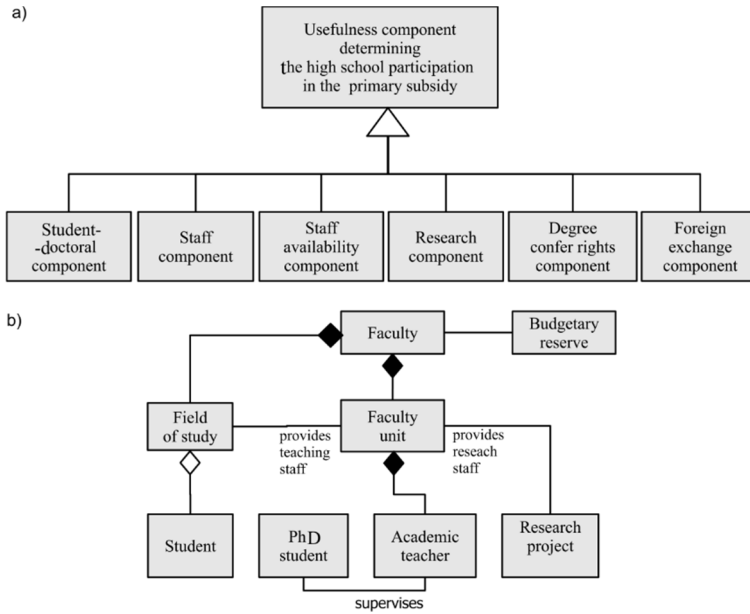 a)
Usefulness component
determining
the high school participation
in the primary subsidy
Student-
-doctoral
component
Staff
component
Staff
availability
component
Research
component
Degree
confer rights
component
Foreign
exchange
component
b)
Faculty
Budgetary
reserve
Field
of study
provides
teaching
staff
Faculty
unit
provides
reseach
staff
Student
PhD
student
Academic
teacher
Research
project
supervises